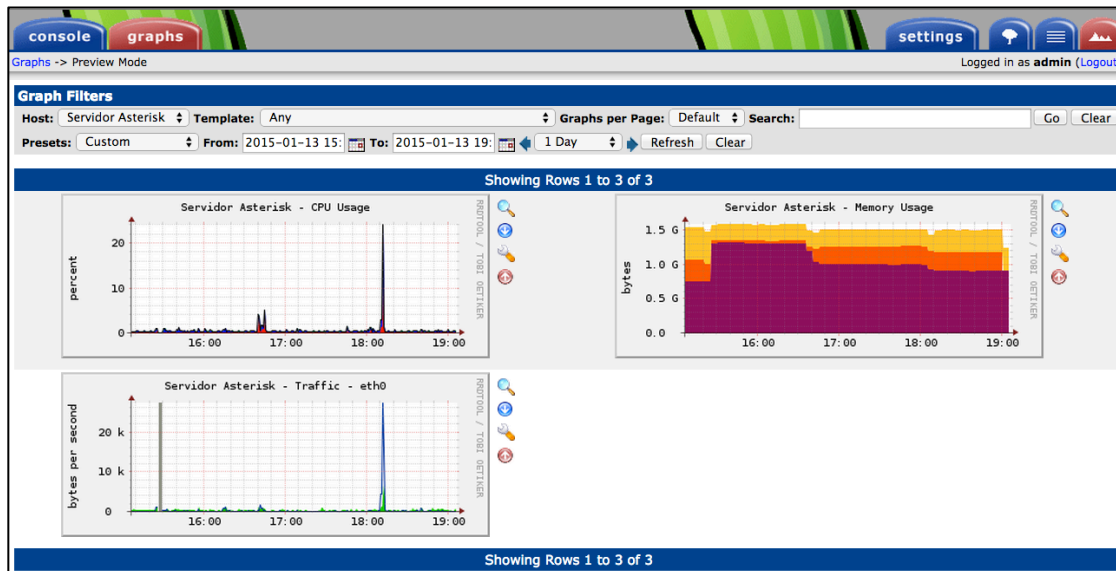 console graphs settings
Graphs -> Preview Mode Logged in as admin (Logout
Graph Filters
Host: Servidor Asterisk Template: Any Graphs per Page: Default Search: Go Clear
Presets: Custom From: 2015-01-13 15: To: 2015-01-13 19: 1 Day Refresh Clear
Showing Rows 1 to 3 of 3
Servidor Asterisk - CPU Usage
percent
20
10
0
16:00 17:00 18:00 19:00
RRDTOOL / TOBI OETIKER
Servidor Asterisk - Memory Usage
bytes
1.5 G
1.0 G
0.5 G
0.0
16:00 17:00 18:00 19:00
RRDTOOL / TOBI OETIKER
Servidor Asterisk - Traffic - eth0
bytes per second
20 k
10 k
0
16:00 17:00 18:00 19:00
RRDTOOL / TOBI OETIKER
Showing Rows 1 to 3 of 3